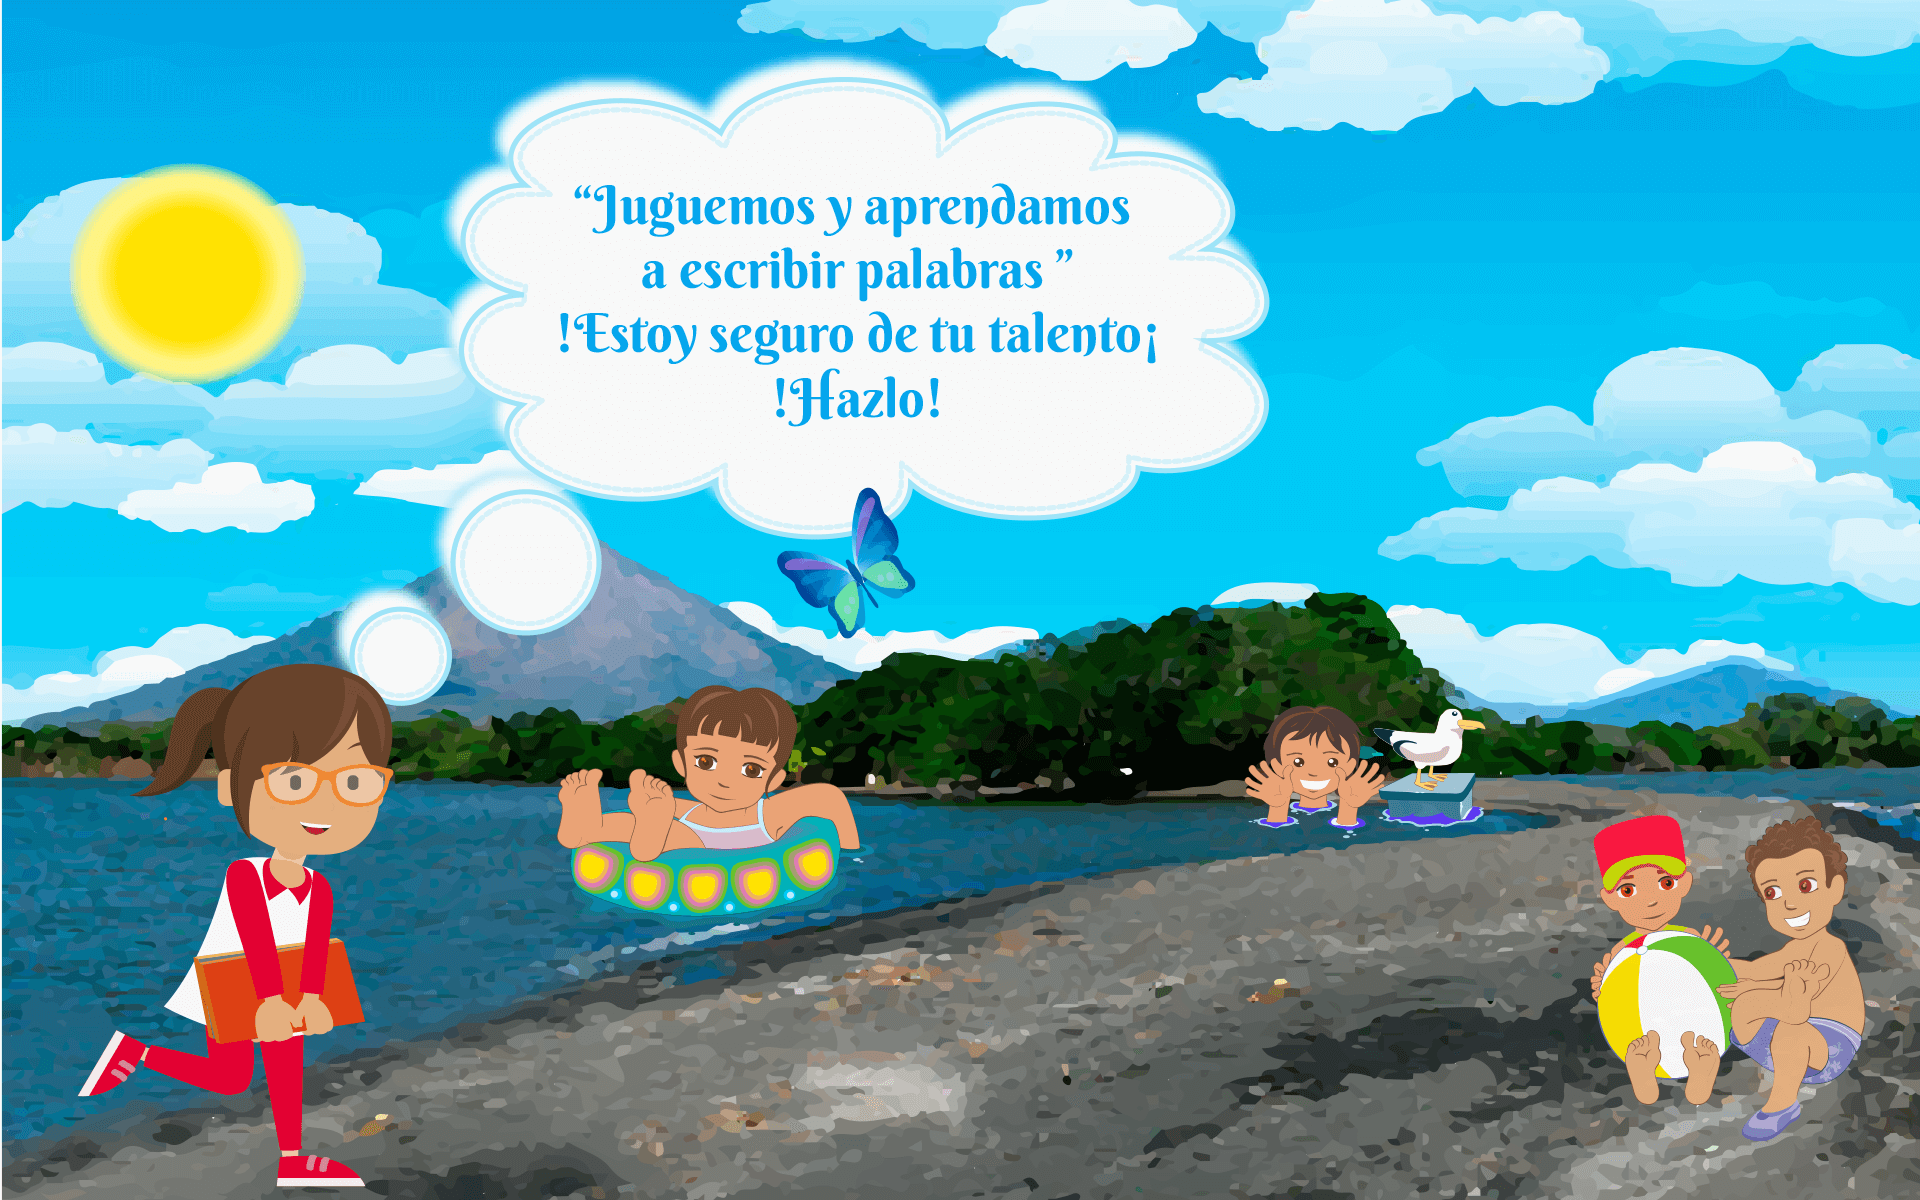 “Juguemos y aprendamos
a escribir palabras ”
!Estoy seguro de tu talento¡
!Hazlo!